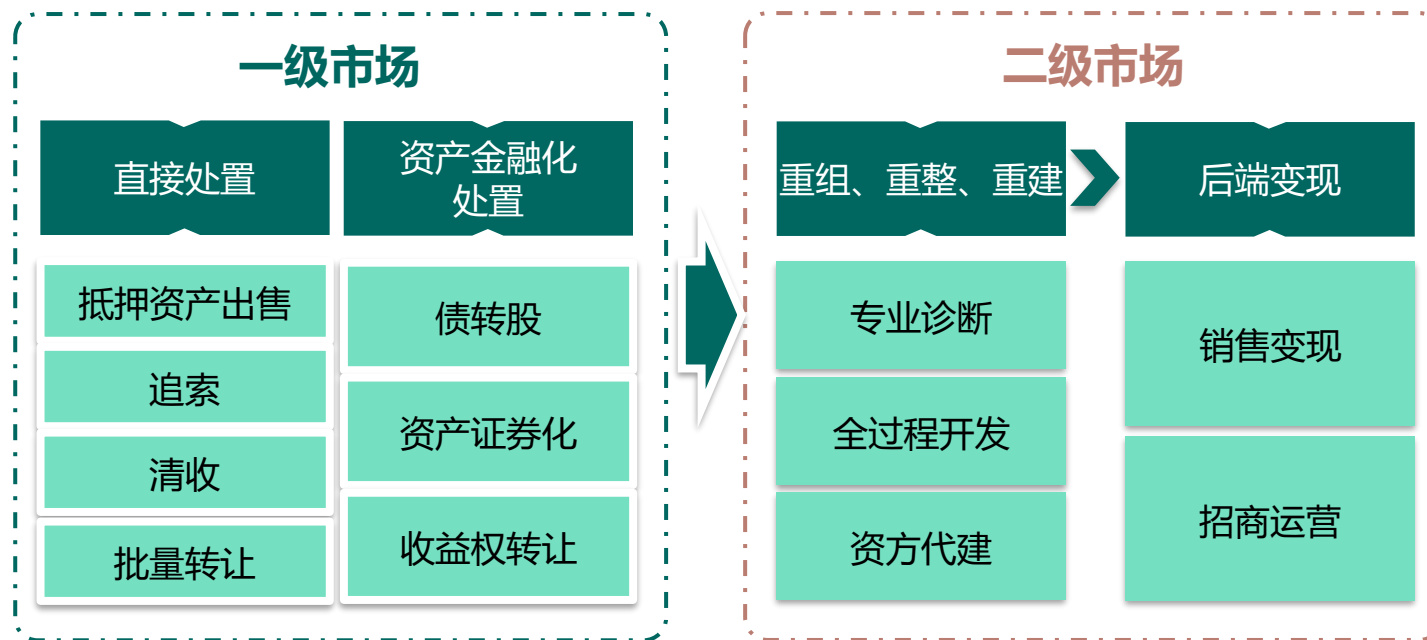 一级市场
直接处置
抵押资产出售
追索
清收
批量转让
资产金融化
处置
债转股
资产证券化
收益权转让
二级市场
重组、重整、重建
专业诊断
全过程开发
资方代建
后端变现
销售变现
招商运营